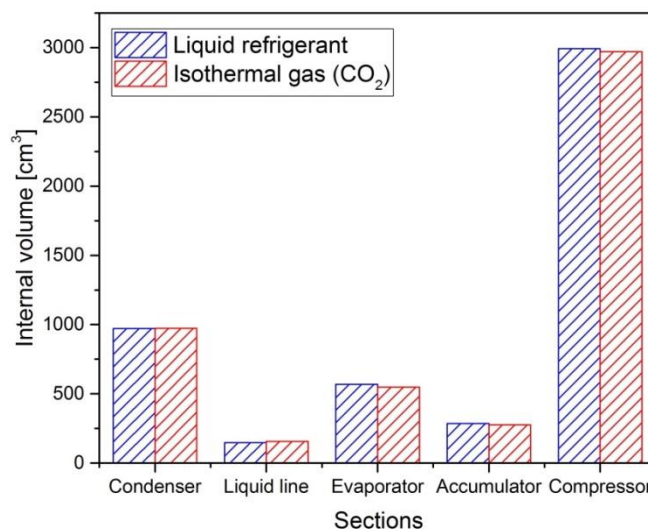 Liquid refrigerant
Isothermal gas (CO₂)
Internal volume [cm³]
3000
2500
2000
1500
1000
500
0
Condenser Liquid line Evaporator Accumulator Compressor
Sections